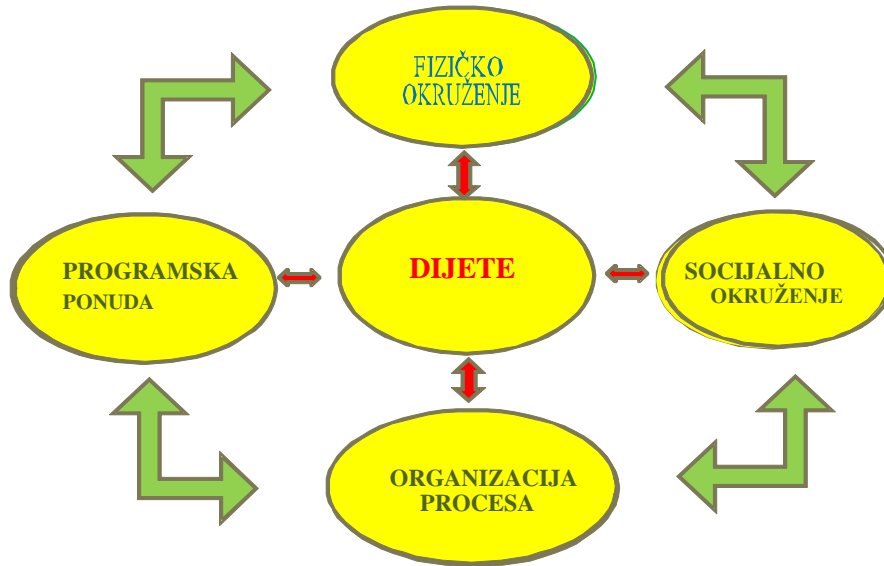 FIZIČKO
OKRUŽENJE
PROGRAMSKA
PONUDA
DIJETE
SOCIJALNO
OKRUŽENJE
ORGANIZACIJA
PROCESA